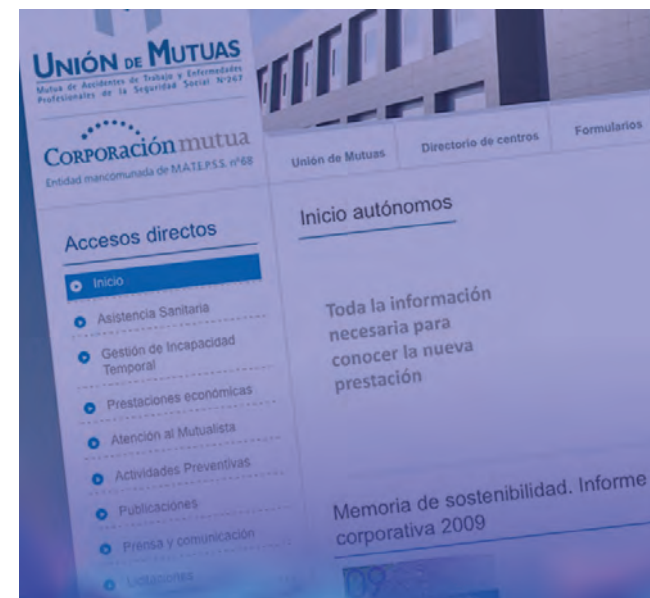 UNIÓN DE MUTUAS
Mutua de Accidentes de Trabajo y Enfermedades
Profesionales de la Seguridad Social Nº267
CORPORACIÓN mutua
Entidad mancomunada de M.A.T.E.P.S.S. nº68
Unión de Mutuas
Directorio de centros
Formularios
Accesos directos
Inicio
Asistencia Sanitaria
Gestión de Incapacidad
Temporal
Prestaciones económicas
Atención al Mutualista
Actividades Preventivas
Publicaciones
Prensa y comunicación
Licitaciones
Inicio autónomos
Toda la información
necesaria para
conocer la nueva
prestación
Memoria de sostenibilidad. Informe
corporativa 2009
09